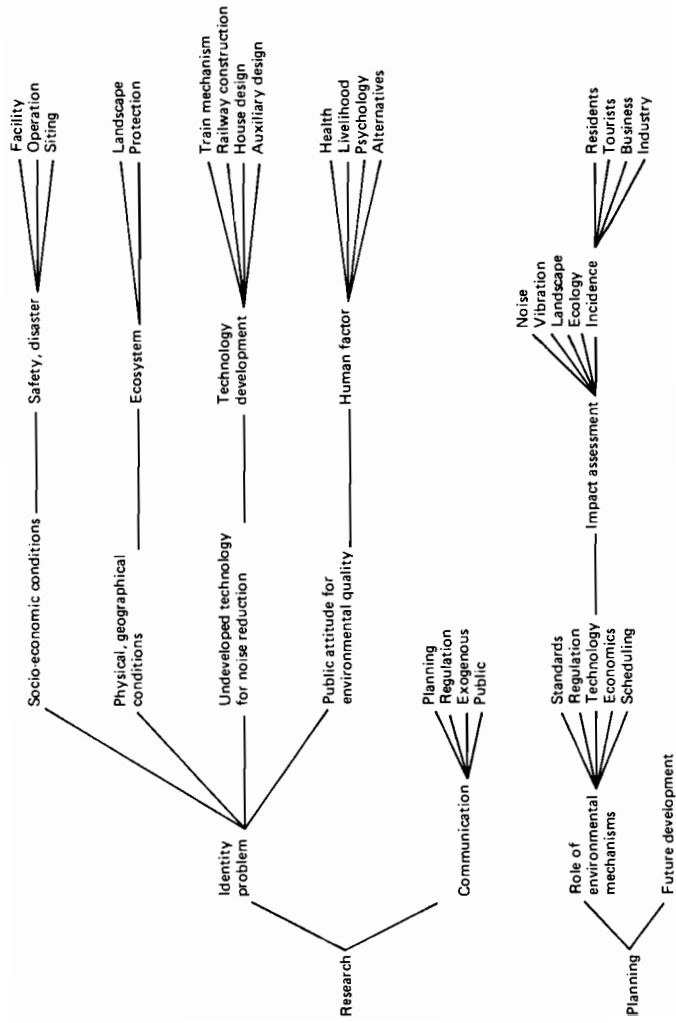 Research
Identity
problem
Socio-economic conditions
Safety, disaster
Facility
Operation
Siting
Physical, geographical
conditions
Ecosystem
Landscape
Protection
Undeveloped technology
for noise reduction
Technology
development
Train mechanism
Railway construction
House design
Auxiliary design
Public attitude for
environmental quality
Human factor
Health
Livelihood
Psychology
Alternatives
Communication
Planning
Regulation
Exogenous
Public
Planning
Role of
environmental
mechanisms
Standards
Regulation
Technology
Economics
Scheduling
Impact assessment
Noise
Vibration
Landscape
Ecology
Incidence
Residents
Tourists
Business
Industry
Future development